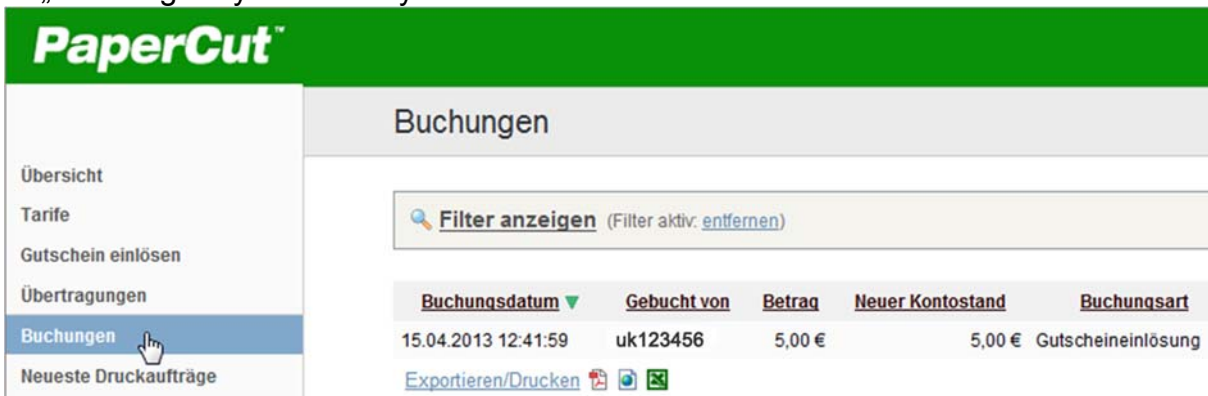 PaperCut™
Buchungen
Übersicht
Tarife
Gutschein einlösen
Übertragungen
Buchungen
Neueste Druckaufträge
Filter anzeigen (Filter aktiv: entfernen)
Buchungsdatum ▼ Gebucht von Betrag Neuer Kontostand Buchungsart
15.04.2013 12:41:59 uk123456 5,00 € 5,00 € Gutscheineinlösung
Exportieren/Drucken